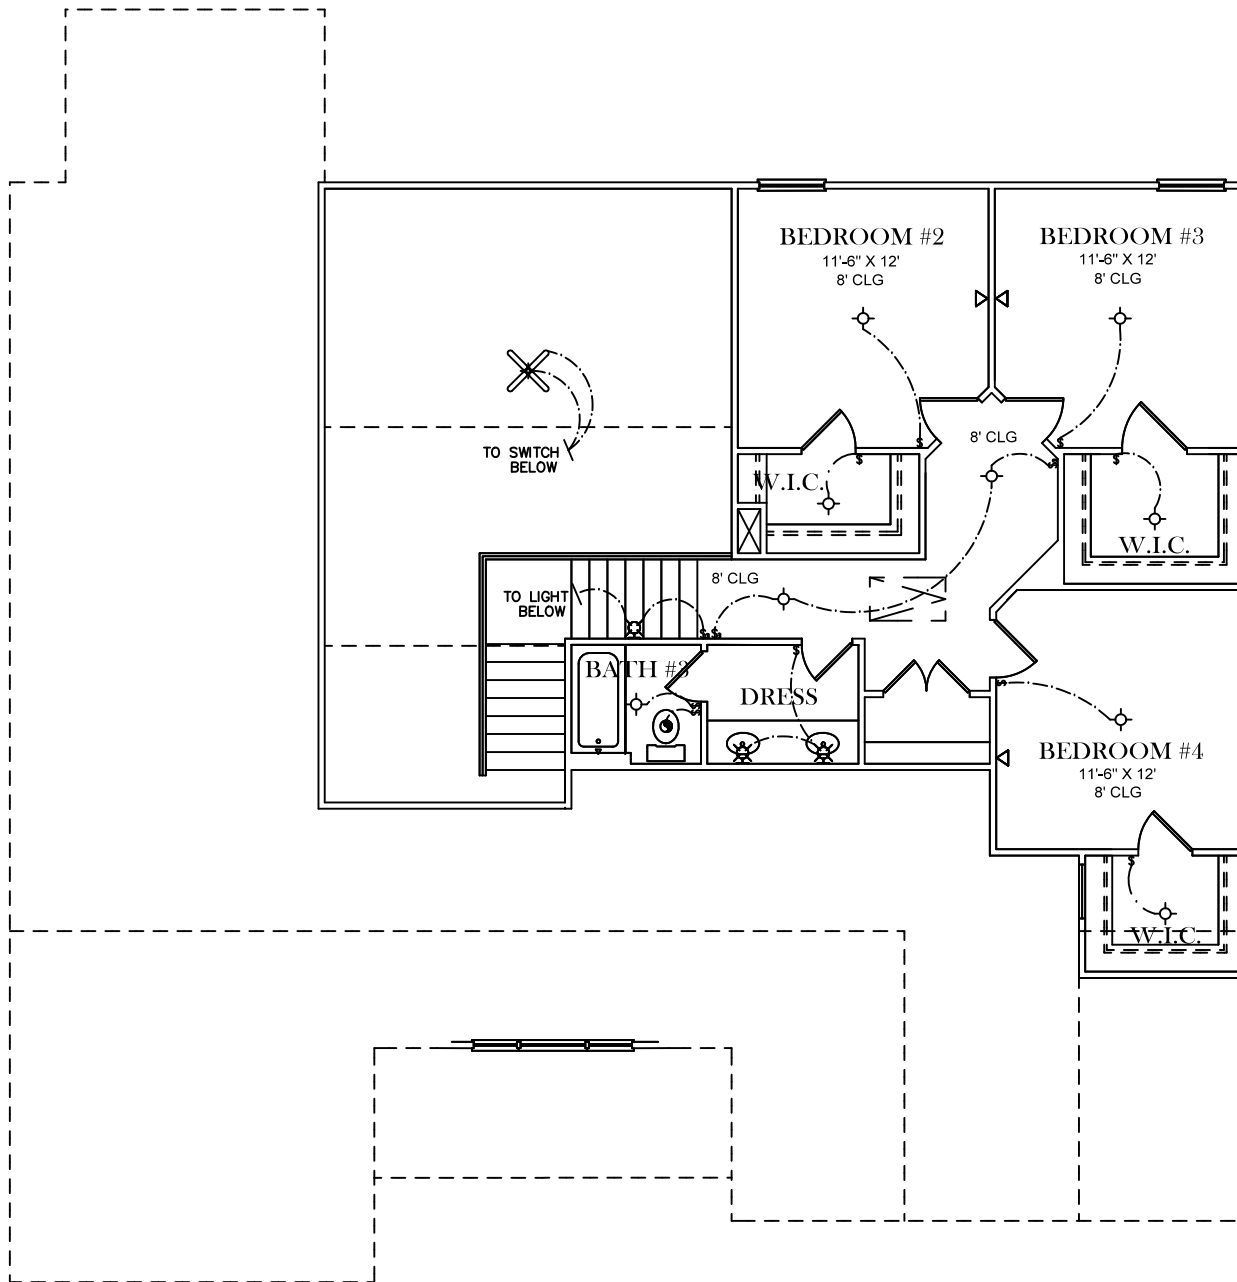 BEDROOM #2
11'-6" X 12'
8' CLG
BEDROOM #3
11'-6" X 12'
8' CLG
8' CLG
TO SWITCH
BELOW
W.I.C.
W.I.C.
8' CLG
TO LIGHT
BELOW
BATH #3
DRESS
BEDROOM #4
11'-6" X 12'
8' CLG
W.I.C.